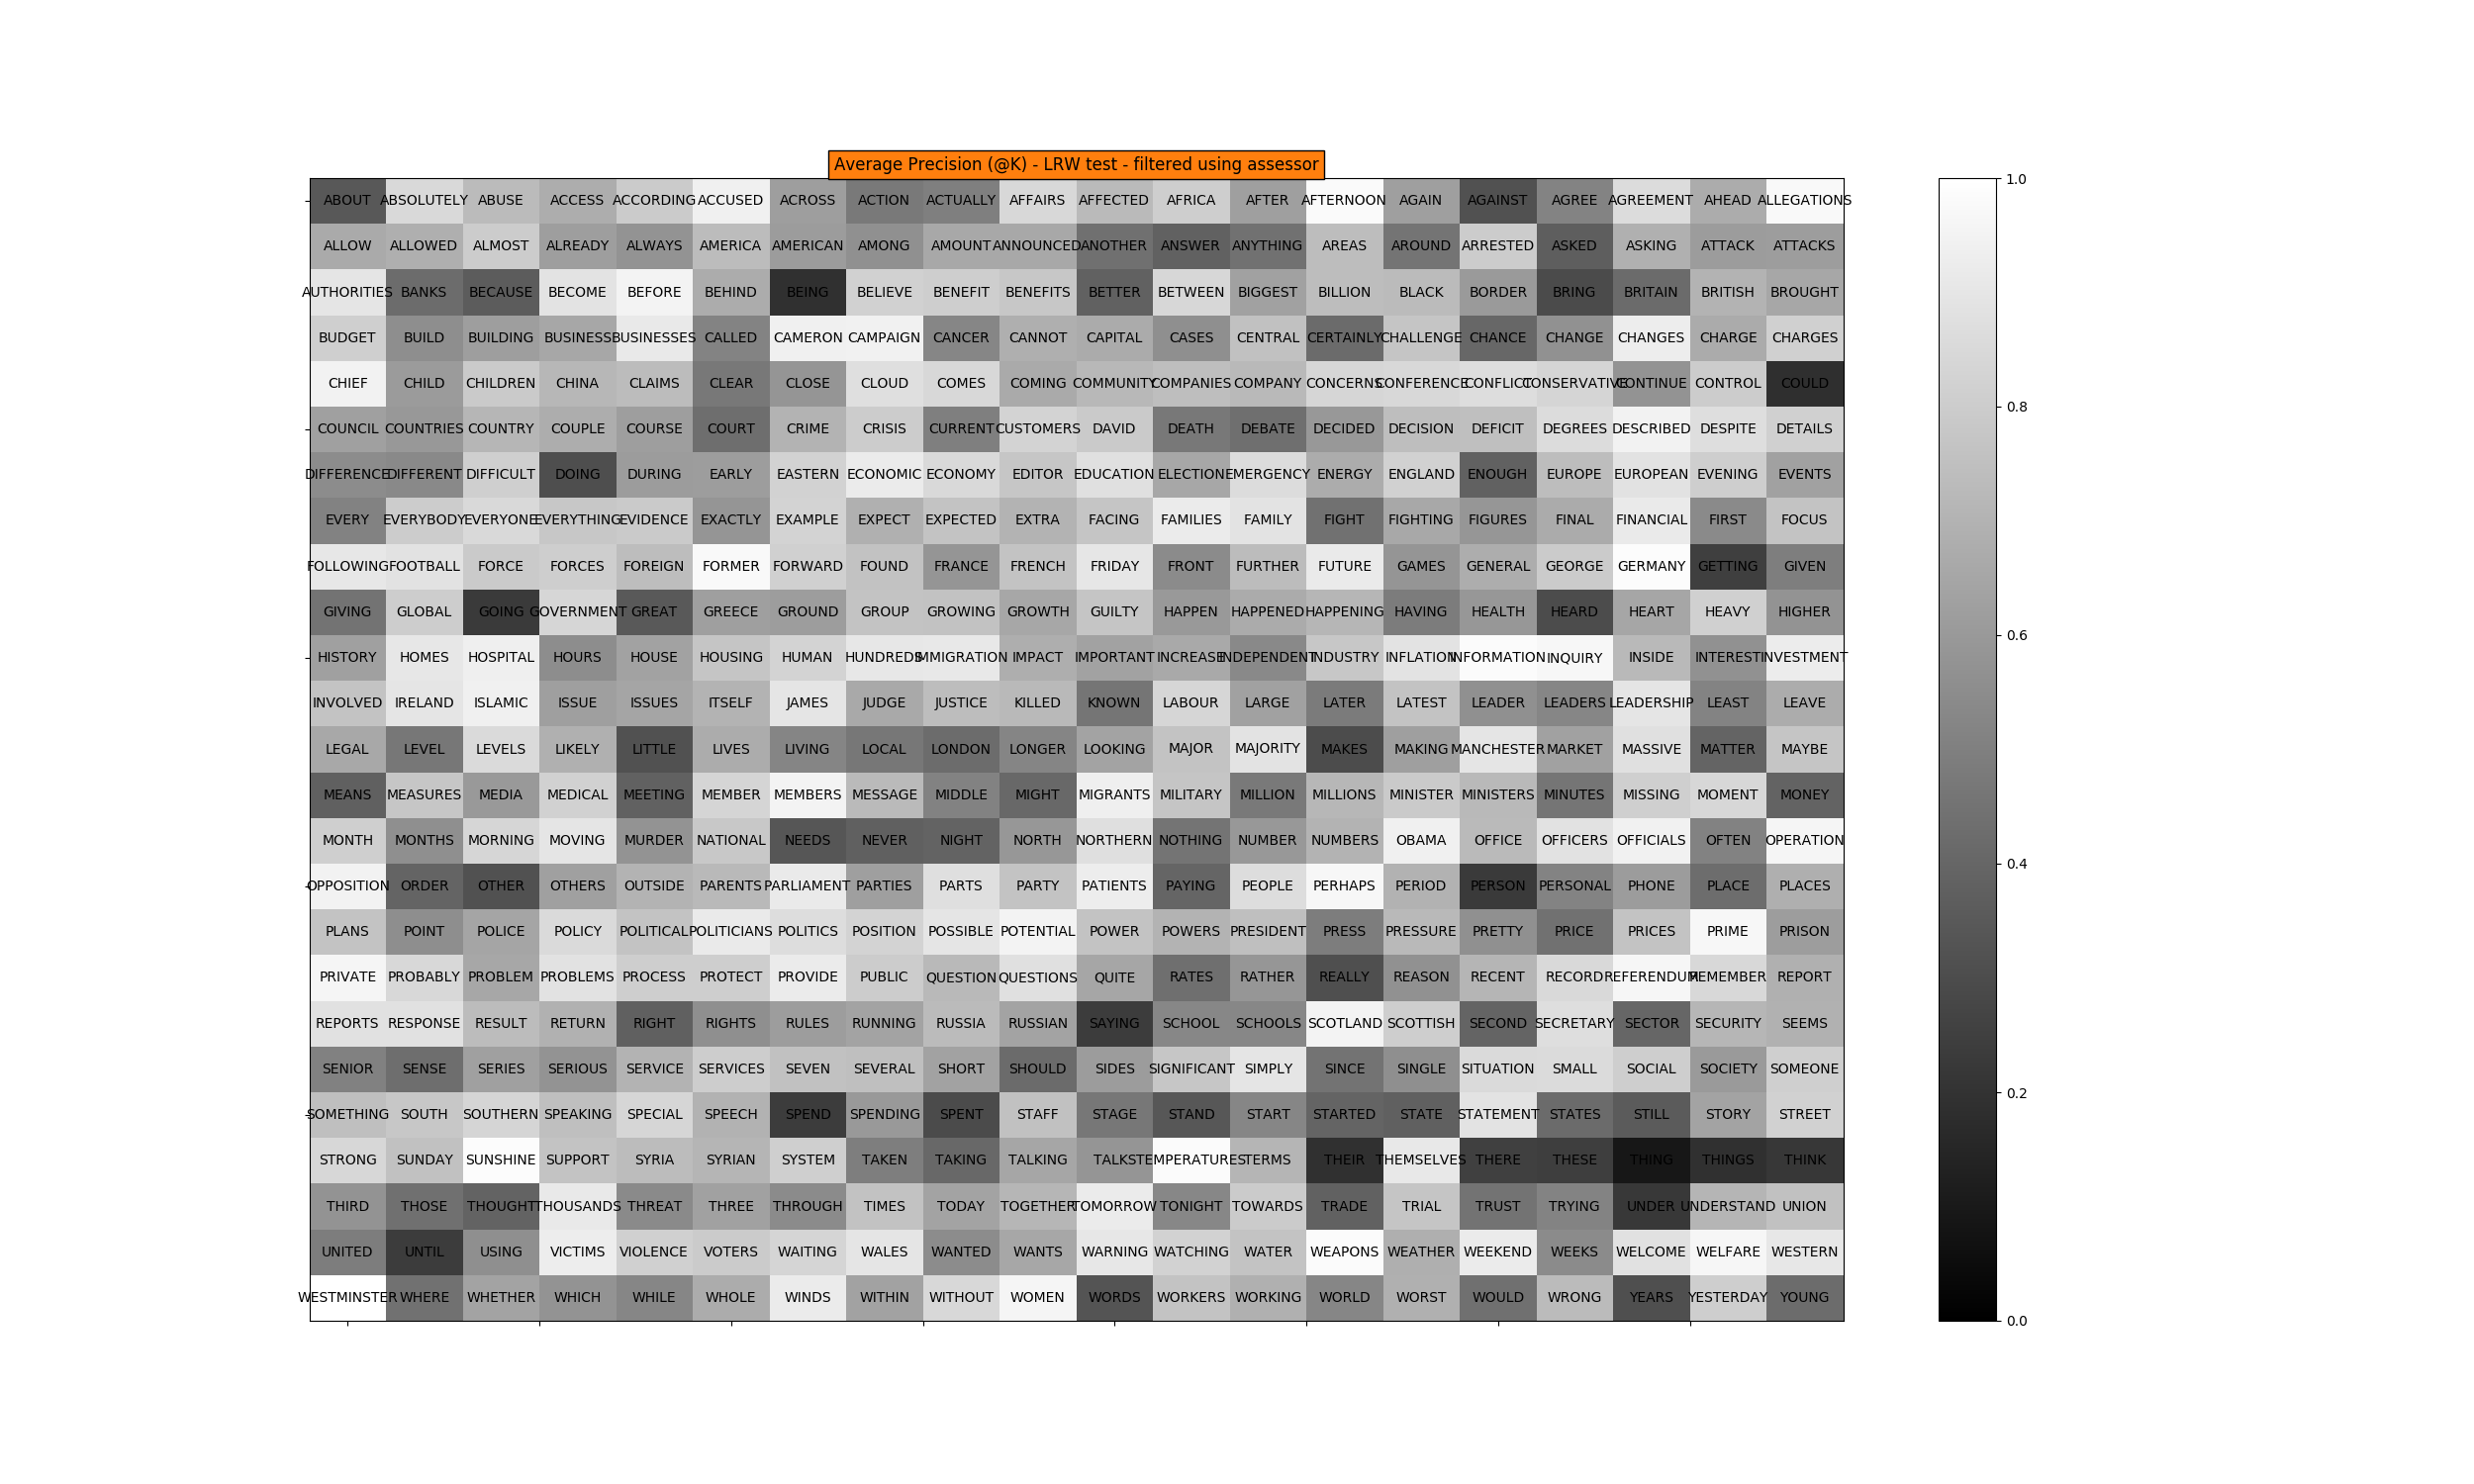 Average Precision (@K) - LRW test - filtered using assessor
ABOUT ABSOLUTELY ABUSE ACCESS ACCORDING ACCUSED ACROSS ACTION ACTUALLY AFFAIRS AFFECTED AFRICA AFTER AFTERNOON AGAIN AGAINST AGREE AGREEMENT AHEAD ALLEGATIONS 1.0
ALLOW ALLOWED ALMOST ALREADY ALWAYS AMERICA AMERICAN AMONG AMOUNT ANNOUNCED ANOTHER ANSWER ANYTHING AREAS AROUND ARRESTED ASKED ASKING ATTACK ATTACKS
AUTHORITIES BANKS BECAUSE BECOME BEFORE BEHIND BEING BELIEVE BENEFIT BENEFITS BETTER BETWEEN BIGGEST BILLION BLACK BORDER BRING BRITAIN BRITISH BROUGHT
BUDGET BUILD BUILDING BUSINESS BUSINESSES CALLED CAMERON CAMPAIGN CANCER CANNOT CAPITAL CASES CENTRAL CERTAINLY CHALLENGE CHANCE CHANGE CHANGES CHARGE CHARGES
CHIEF CHILD CHILDREN CHINA CLAIMS CLEAR CLOSE CLOUD COMES COMING COMMUNITY COMPANIES COMPANY CONCERNS CONFERENCE CONFLICT CONSERVATIVE CONTINUE CONTROL COULD 0.8
COUNCIL COUNTRIES COUNTRY COUPLE COURSE COURT CRIME CRISIS CURRENT CUSTOMERS DAVID DEATH DEBATE DECIDED DECISION DEFICIT DEGREES DESCRIBED DESPITE DETAILS
DIFFERENCE DIFFERENT DIFFICULT DOING DURING EARLY EASTERN ECONOMIC ECONOMY EDITOR EDUCATION ELECTION EMERGENCY ENERGY ENGLAND ENOUGH EUROPE EUROPEAN EVENING EVENTS
EVERY EVERYBODY EVERYONE EVERYTHING EVIDENCE EXACTLY EXAMPLE EXPECT EXPECTED EXTRA FACING FAMILIES FAMILY FIGHT FIGHTING FIGURES FINAL FINANCIAL FIRST FOCUS
FOLLOWING FOOTBALL FORCE FORCES FOREIGN FORMER FORWARD FOUND FRANCE FRENCH FRIDAY FRONT FURTHER FUTURE GAMES GENERAL GEORGE GERMANY GETTING GIVEN
GIVING GLOBAL GOING GOVERNMENT GREAT GREECE GROUND GROUP GROWING GROWTH GUILTY HAPPEN HAPPENED HAPPENING HAVING HEALTH HEARD HEART HEAVY HIGHER 0.6
HISTORY HOMES HOSPITAL HOURS HOUSE HOUSING HUMAN HUNDREDS IMMIGRATION IMPACT IMPORTANT INCREASE INDEPENDENT INDUSTRY INFLATION INFORMATION INQUIRY INSIDE INTEREST INVESTMENT
INVOLVED IRELAND ISLAMIC ISSUE ISSUES ITSELF JAMES JUDGE JUSTICE KILLED KNOWN LABOUR LARGE LATER LATEST LEADER LEADERS LEADERSHIP LEAST LEAVE
LEGAL LEVEL LEVELS LIKELY LITTLE LIVES LIVING LOCAL LONDON LONGER LOOKING MAJOR MAJORITY MAKES MAKING MANCHESTER MARKET MASSIVE MATTER MAYBE
MEANS MEASURES MEDIA MEDICAL MEETING MEMBER MEMBERS MESSAGE MIDDLE MIGHT MIGRANTS MILITARY MILLION MILLIONS MINISTER MINISTERS MINUTES MISSING MOMENT MONEY
MONTH MONTHS MORNING MOVING MURDER NATIONAL NEEDS NEVER NIGHT NORTH NORTHERN NOTHING NUMBER NUMBERS OBAMA OFFICE OFFICERS OFFICIALS OFTEN OPERATION 0.4
OPPOSITION ORDER OTHER OTHERS OUTSIDE PARENTS PARLIAMENT PARTIES PARTS PARTY PATIENTS PAYING PEOPLE PERHAPS PERIOD PERSON PERSONAL PHONE PLACE PLACES
PLANS POINT POLICE POLICY POLITICAL POLITICIANS POLITICS POSITION POSSIBLE POTENTIAL POWER POWERS PRESIDENT PRESS PRESSURE PRETTY PRICE PRICES PRIME PRISON
PRIVATE PROBABLY PROBLEM PROBLEMS PROCESS PROTECT PROVIDE PUBLIC QUESTION QUESTIONS QUITE RATES RATHER REALLY REASON RECENT RECORD REFERENDUM REMEMBER REPORT
REPORTS RESPONSE RESULT RETURN RIGHT RIGHTS RULES RUNNING RUSSIA RUSSIAN SAYING SCHOOL SCHOOLS SCOTLAND SCOTTISH SECOND SECRETARY SECTOR SECURITY SEEMS
SENIOR SENSE SERIES SERIOUS SERVICE SERVICES SEVEN SEVERAL SHORT SHOULD SIDES SIGNIFICANT SIMPLY SINCE SINGLE SITUATION SMALL SOCIAL SOCIETY SOMEONE 0.2
SOMETHING SOUTH SOUTHERN SPEAKING SPECIAL SPEECH SPEND SPENDING SPENT STAFF STAGE STAND START STARTED STATE STATEMENT STATES STILL STORY STREET
STRONG SUNDAY SUNSHINE SUPPORT SYRIA SYRIAN SYSTEM TAKEN TAKING TALKING TALKS TEMPERATURES TERMS THEIR THEMSELVES THERE THESE THING THINGS THINK
THIRD THOSE THOUGHT THOUSANDS THREAT THREE THROUGH TIMES TODAY TOGETHER TOMORROW TONIGHT TOWARDS TRADE TRIAL TRUST TRYING UNDER UNDERSTAND UNION
UNITED UNTIL USING VICTIMS VIOLENCE VOTERS WAITING WALES WANTED WANTS WARNING WATCHING WATER WEAPONS WEATHER WEEKEND WEEKS WELCOME WELFARE WESTERN
WESTMINSTER WHERE WHETHER WHICH WHILE WHOLE WINDS WITHIN WITHOUT WOMEN WORDS WORKERS WORKING WORLD WORST WOULD WRONG YEARS YESTERDAY YOUNG 0.0